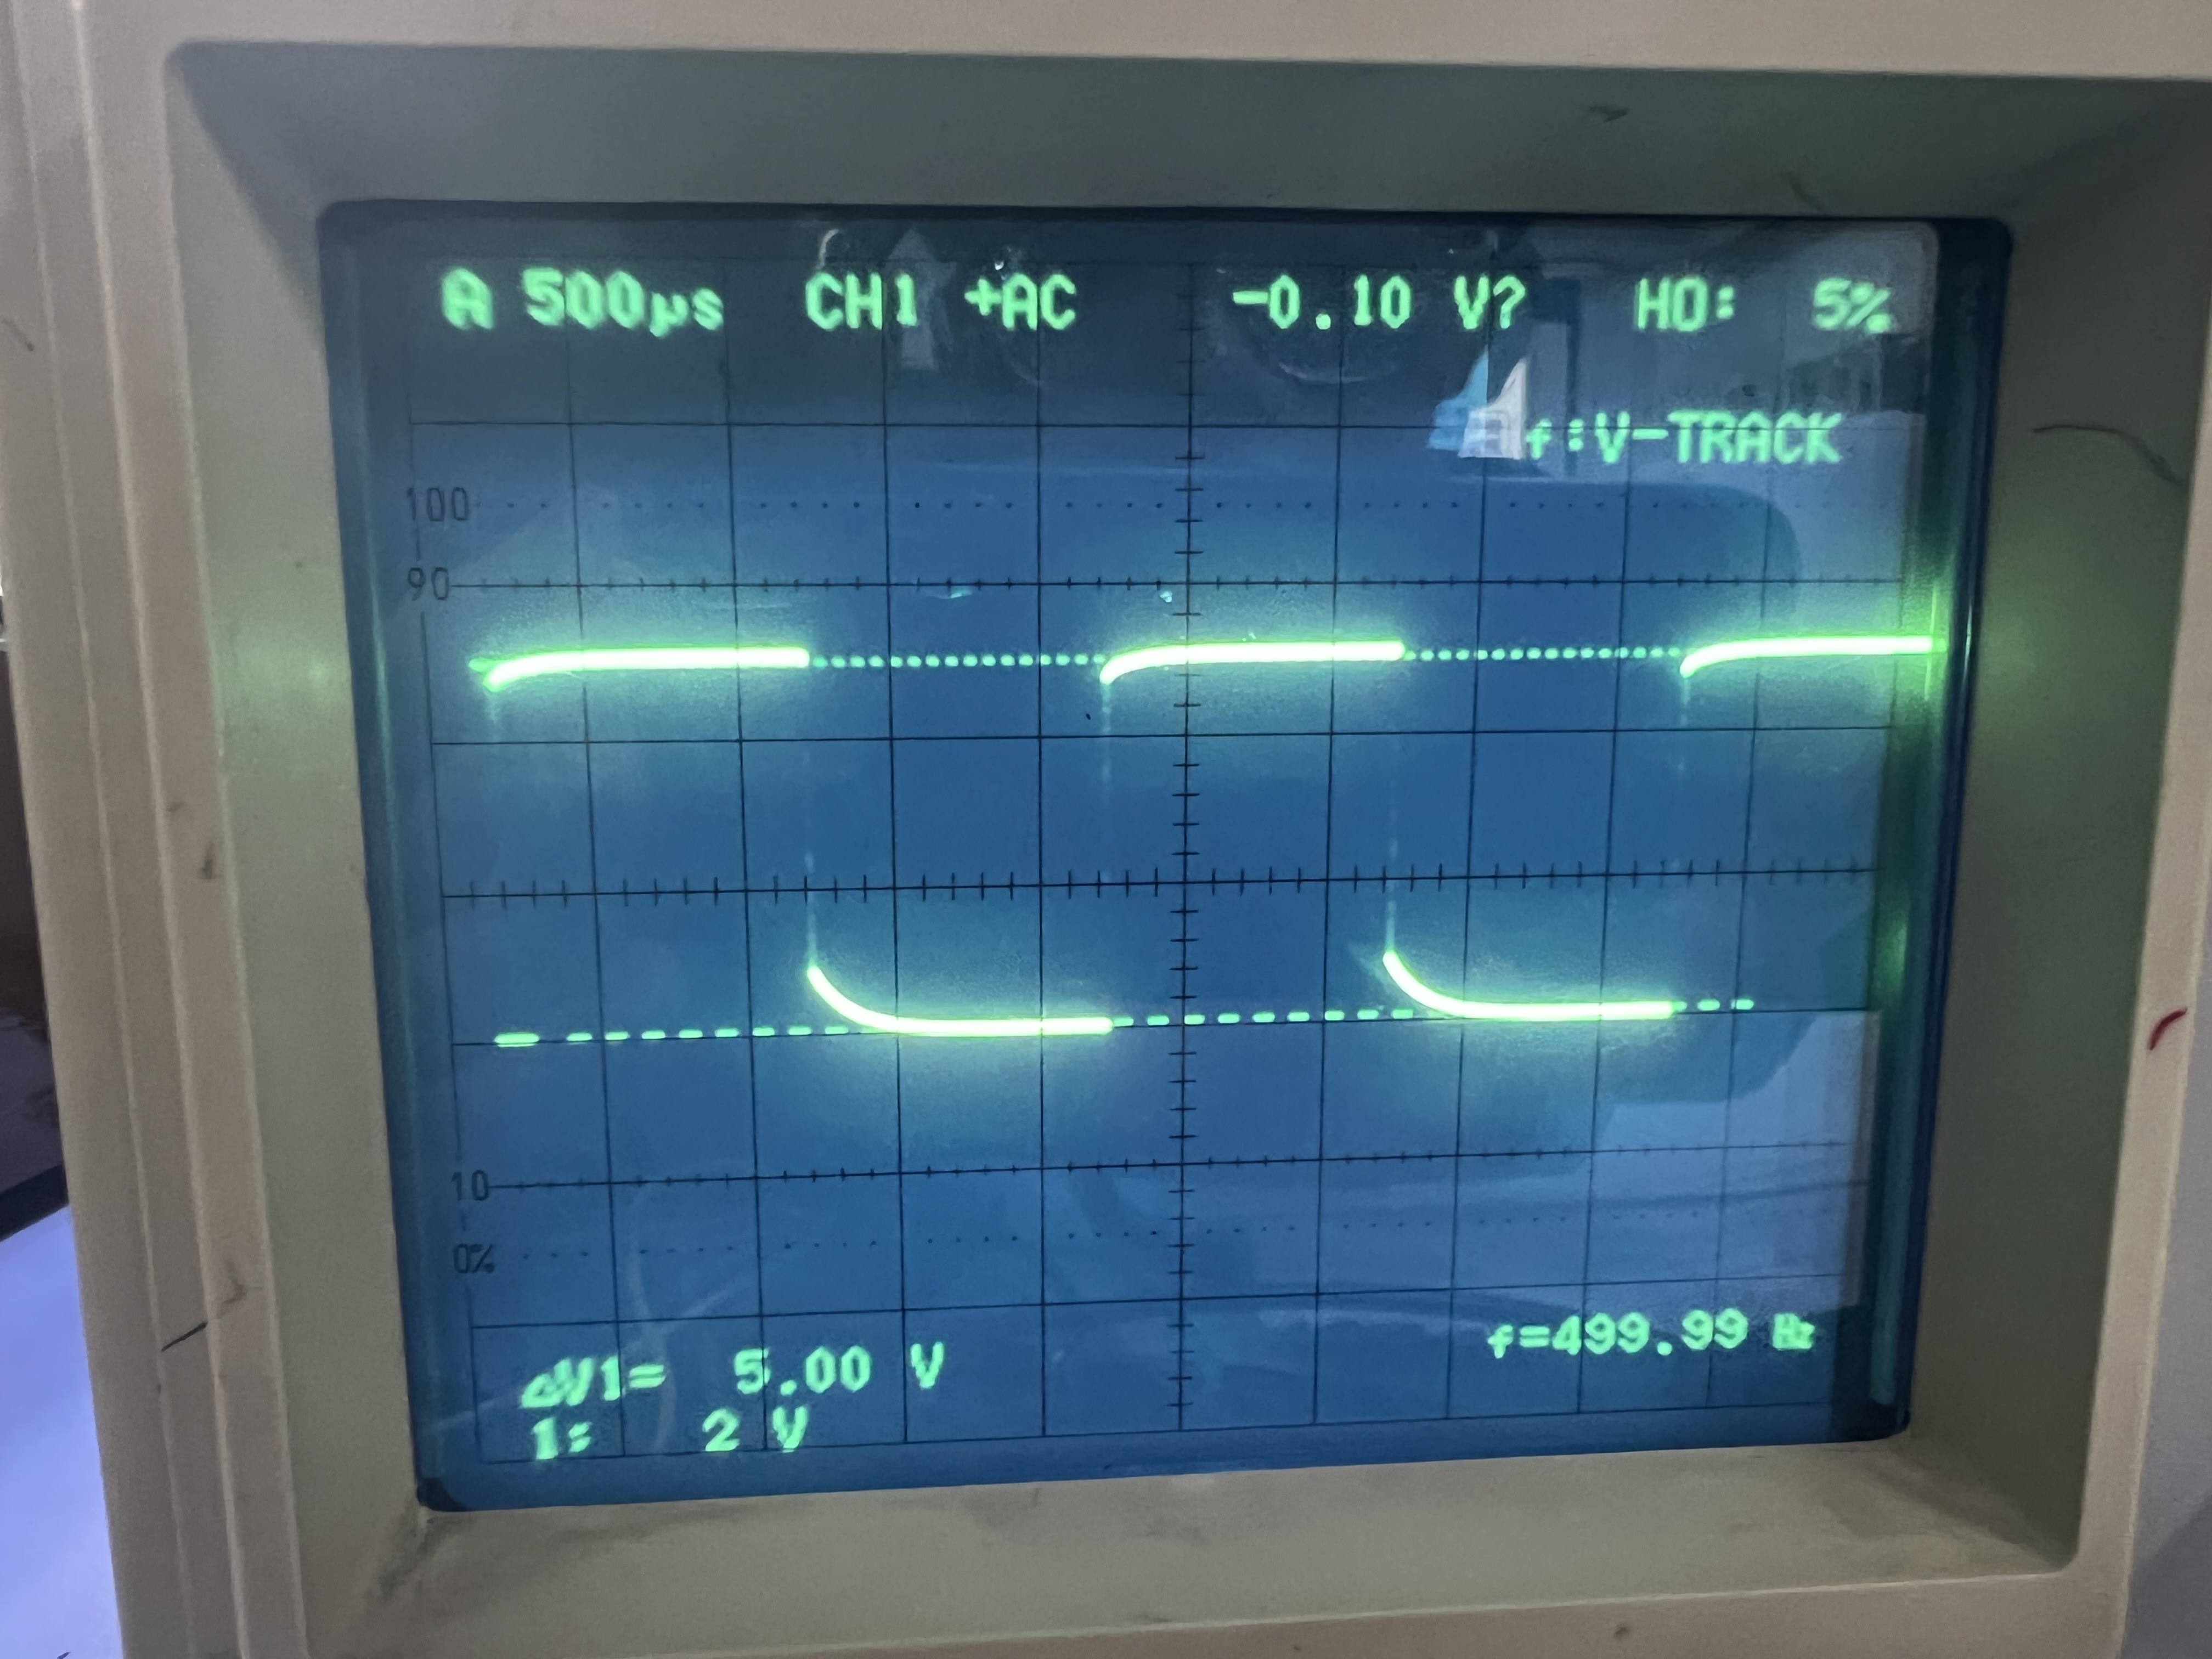 A 500µs CH1 +AC -0.10 V? HO: 5%
f:V-TRACK
100
90
10
0%
f=499.99 Hz
ΔV1= 5.00 V
1: 2 V